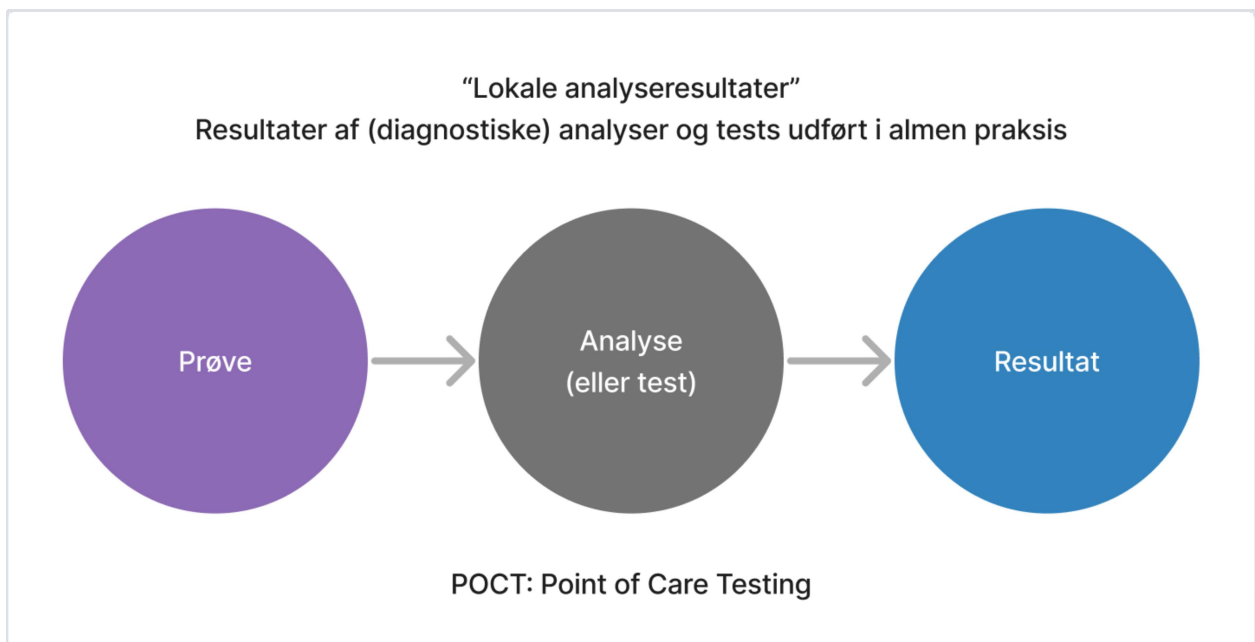 “Lokale analyseresultater”
Resultater af (diagnostiske) analyser og tests udført i almen praksis
Prøve
Analyse
(eller test)
Resultat
POCT: Point of Care Testing